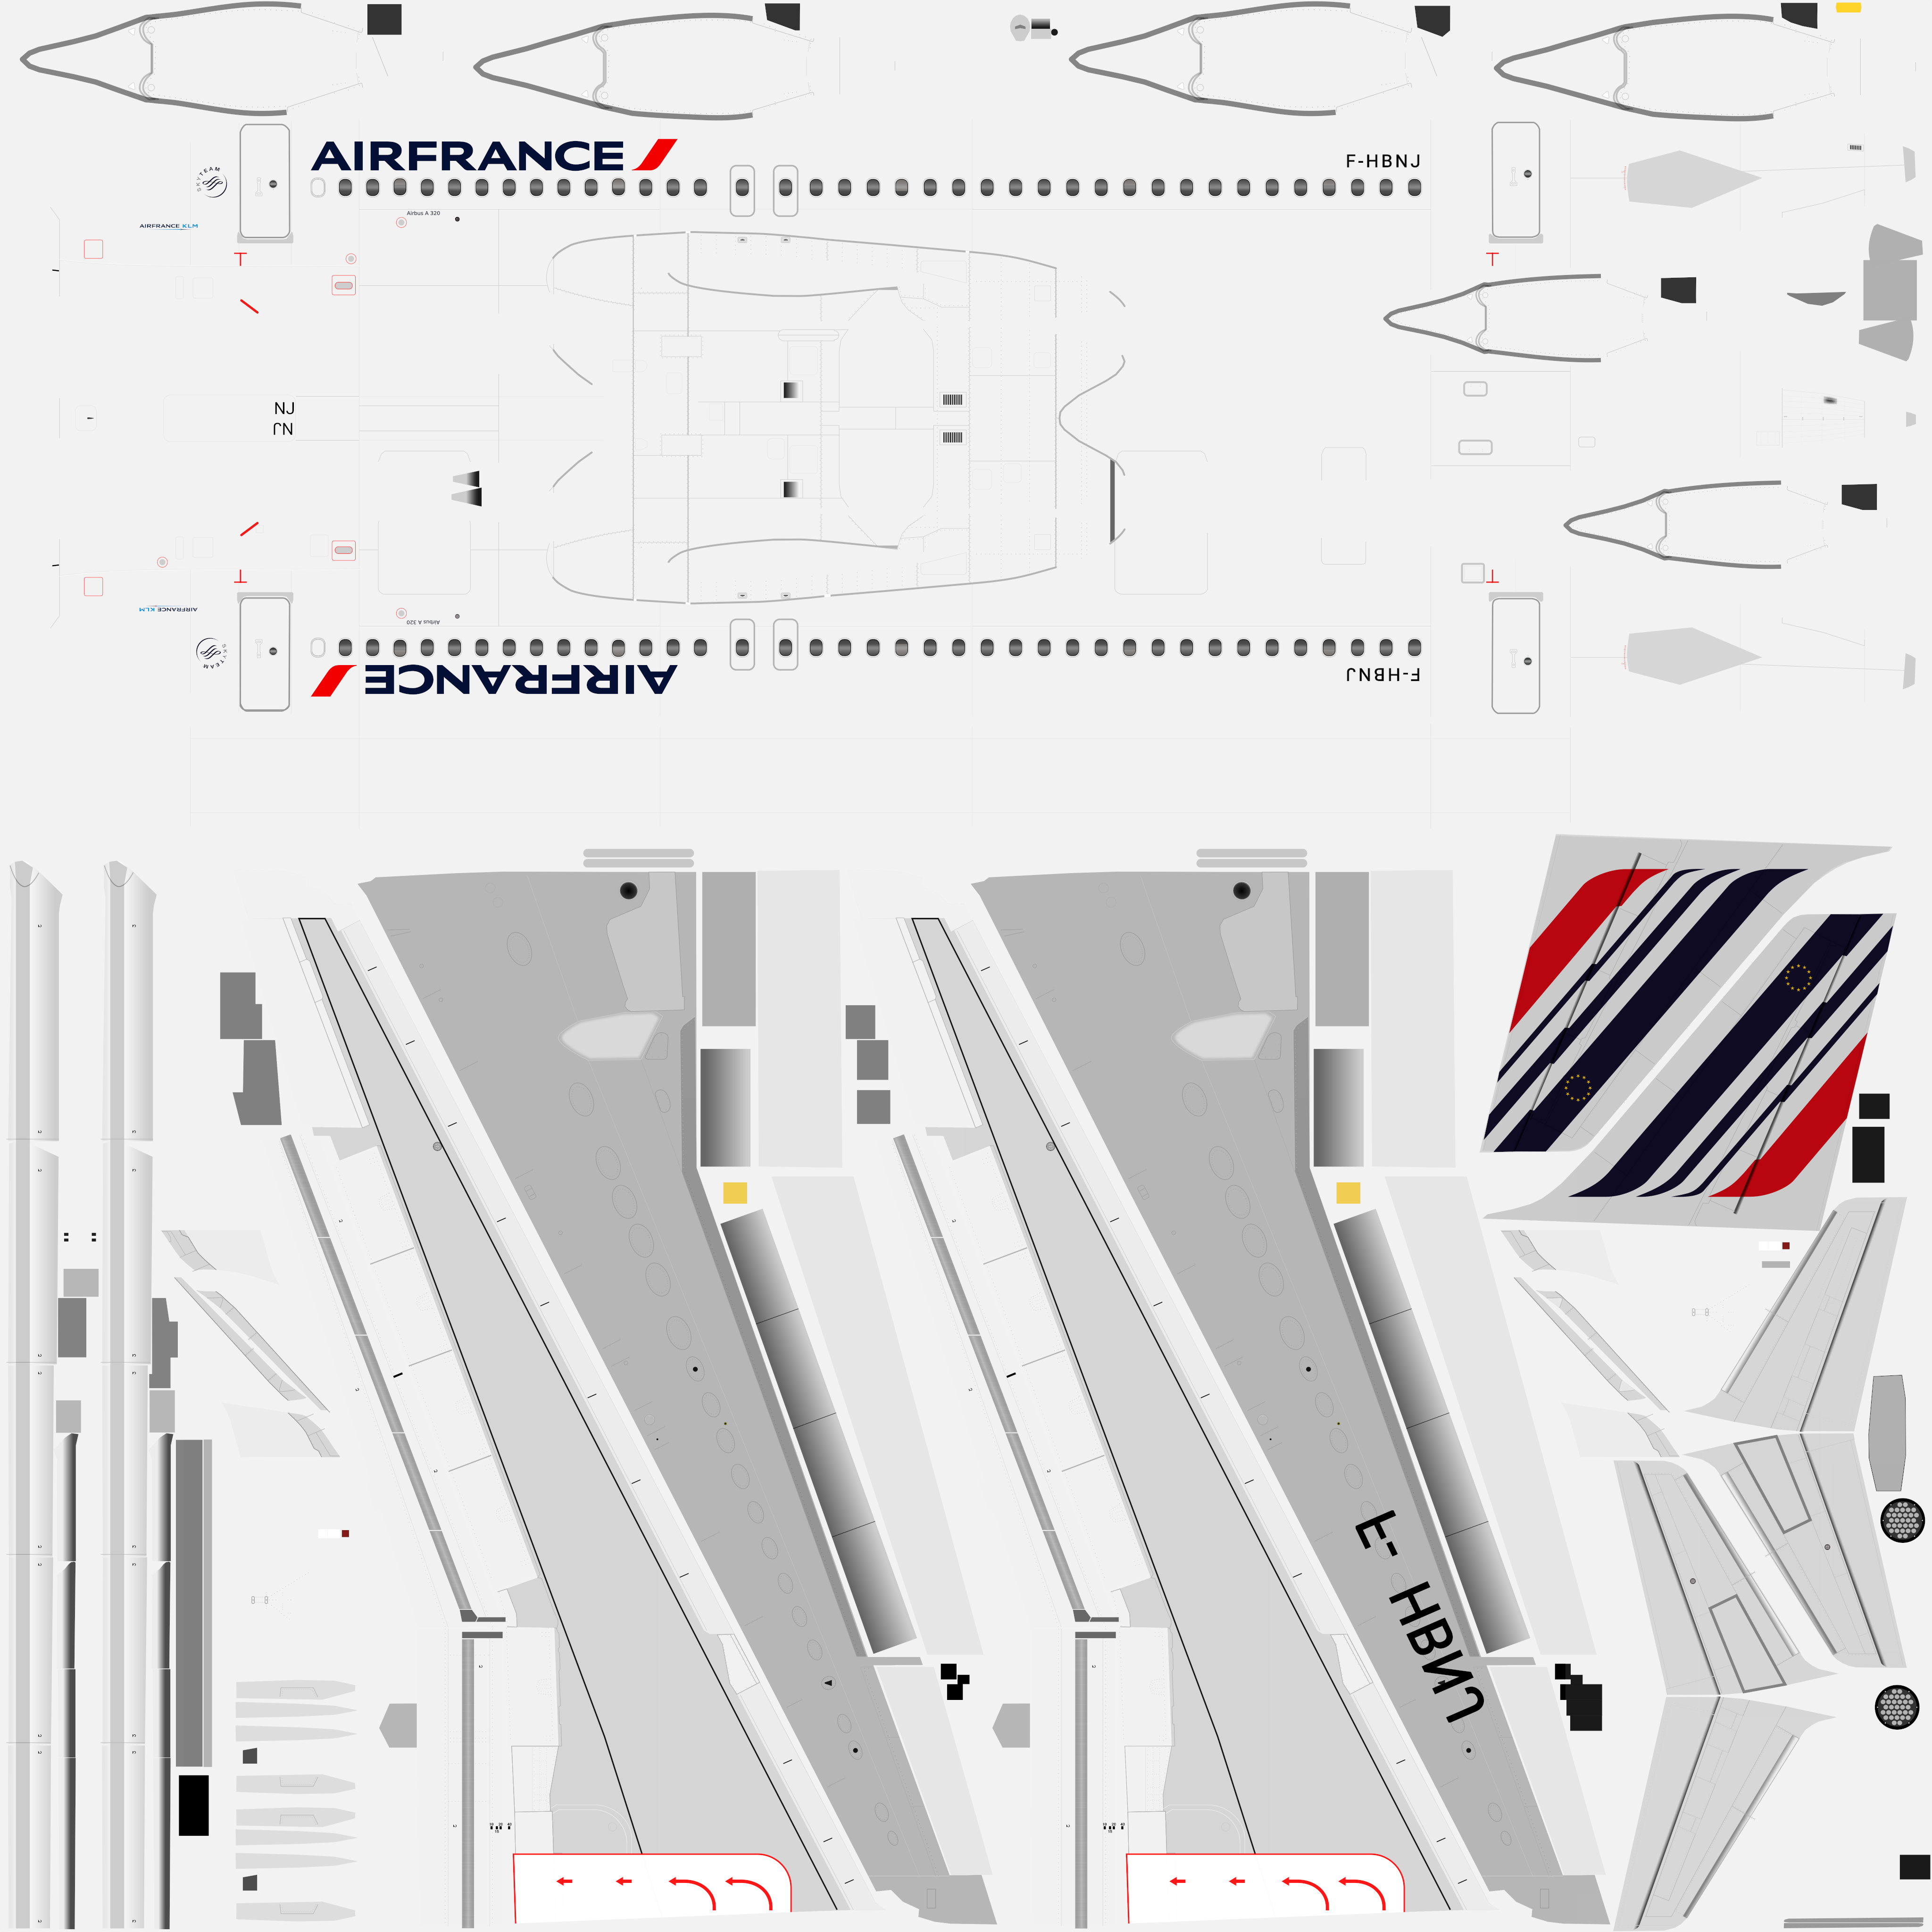 AIRFRANCE
F-HBNJ
SKYTEAM
Airbus A 320
AIRFRANCE KLM
NJ
NJ
AIRFRANCE KLM
Airbus A 320
SKYTEAM
AIRFRANCE
F-HBNJ
F-HBNJ